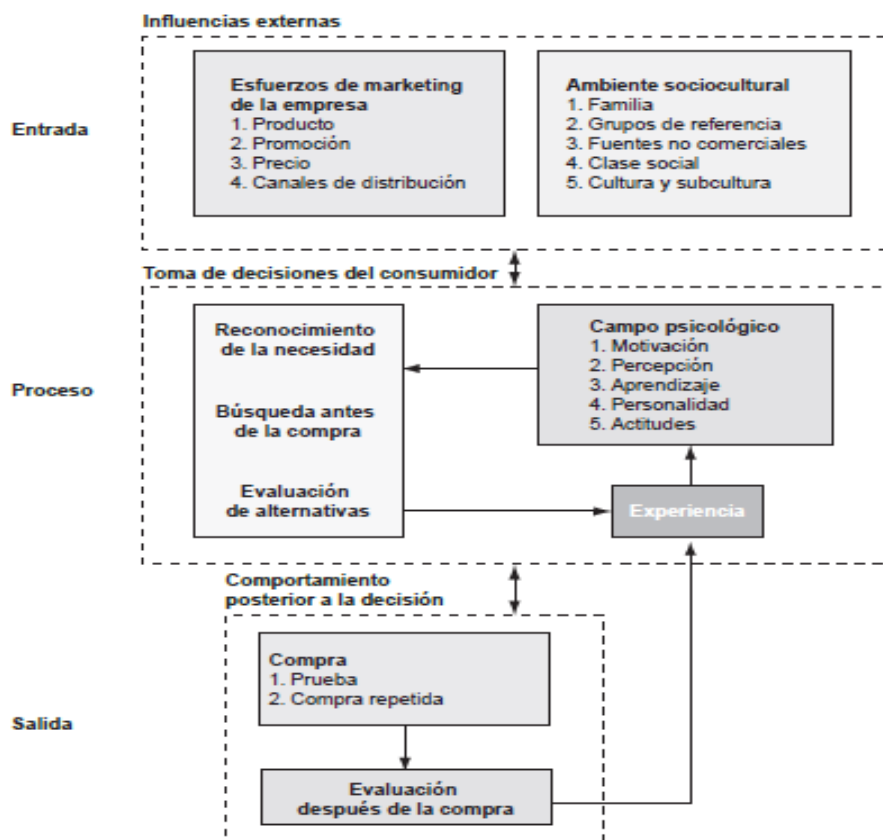 Influencias externas
Esfuerzos de marketing
de la empresa
1. Producto
2. Promoción
3. Precio
4. Canales de distribución
Ambiente sociocultural
1. Familia
2. Grupos de referencia
3. Fuentes no comerciales
4. Clase social
5. Cultura y subcultura
Entrada
Toma de decisiones del consumidor
Reconocimiento
de la necesidad
Búsqueda antes
de la compra
Evaluación
de alternativas
Campo psicológico
1. Motivación
2. Percepción
3. Aprendizaje
4. Personalidad
5. Actitudes
Experiencia
Proceso
Comportamiento
posterior a la decisión
Compra
1. Prueba
2. Compra repetida
Salida
Evaluación
después de la compra